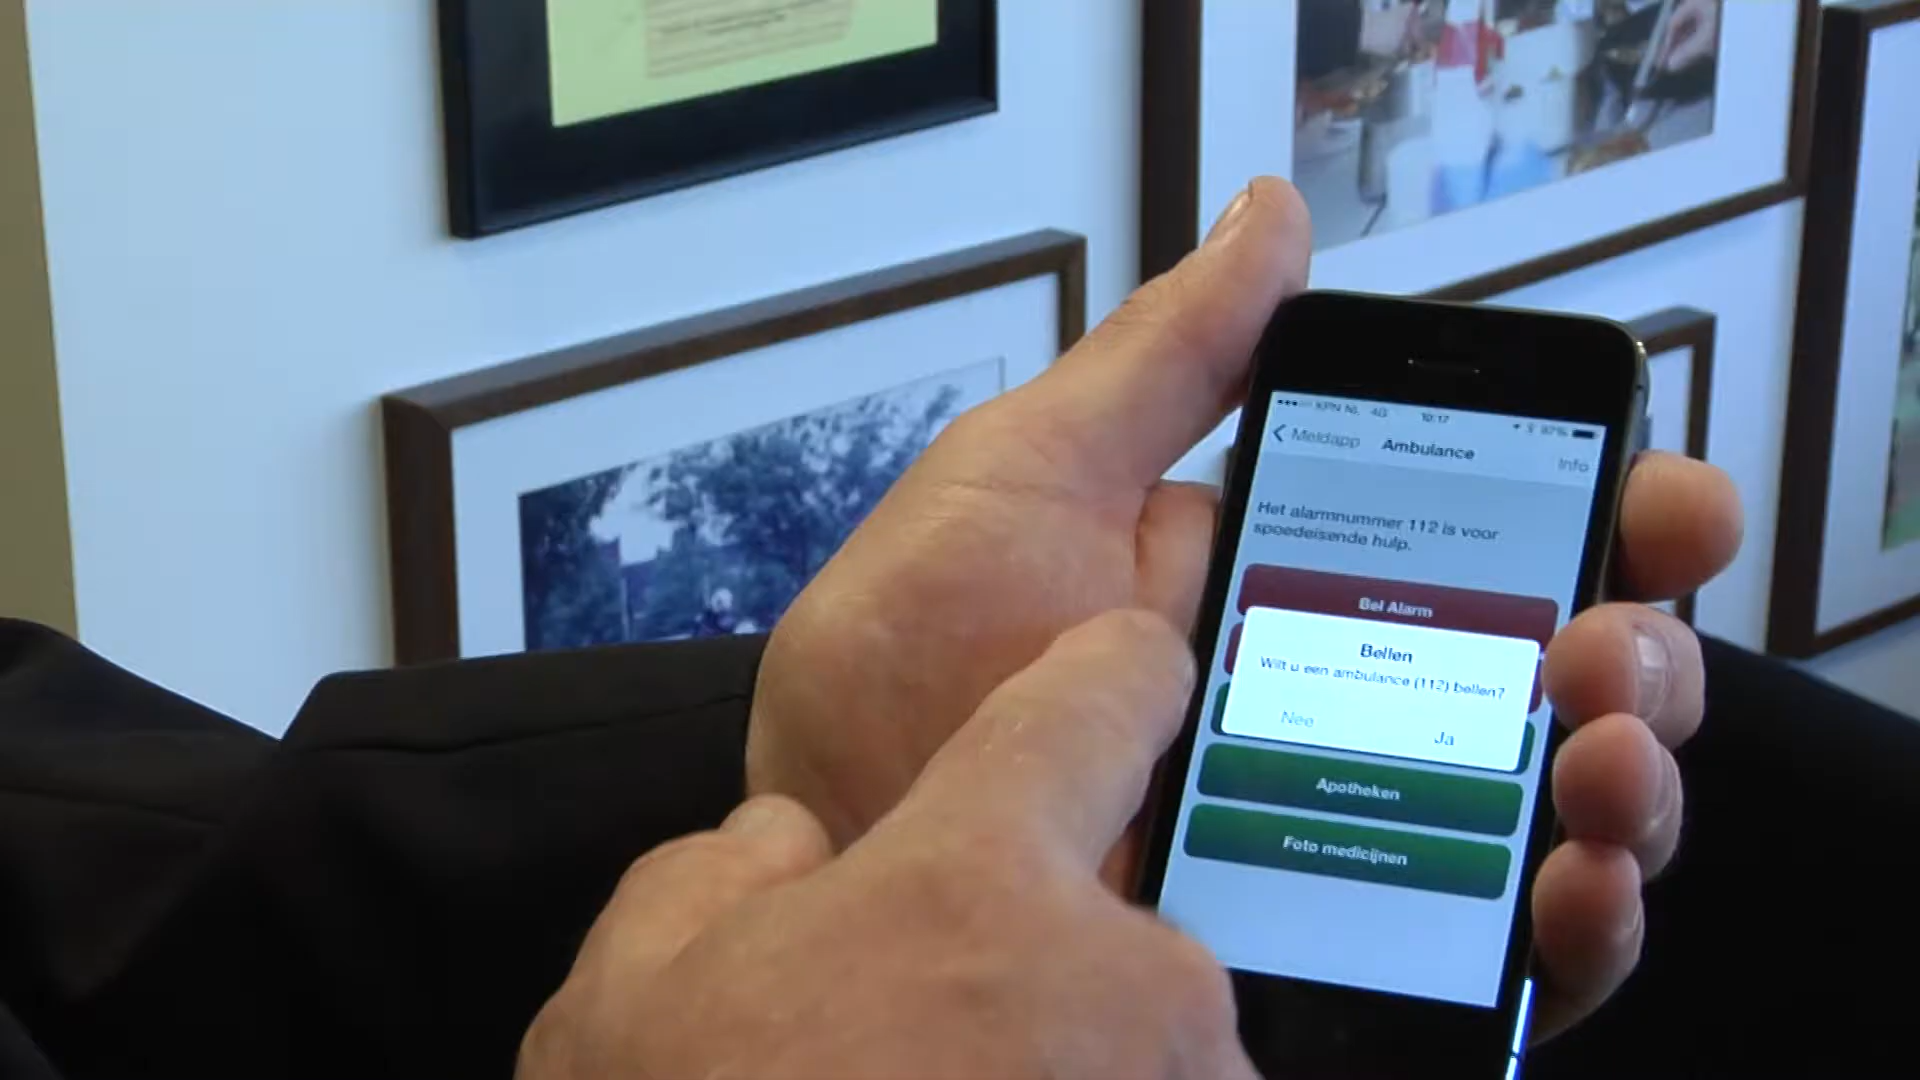 KPN NL 4G 10:17 97%
Meldapp Ambulance Info
Het alarmnummer 112 is voor
spoedeisende hulp.
Bel Alarm
Bellen
Wilt u een ambulance (112) bellen?
Nee Ja
Apotheken
Foto medicijnen